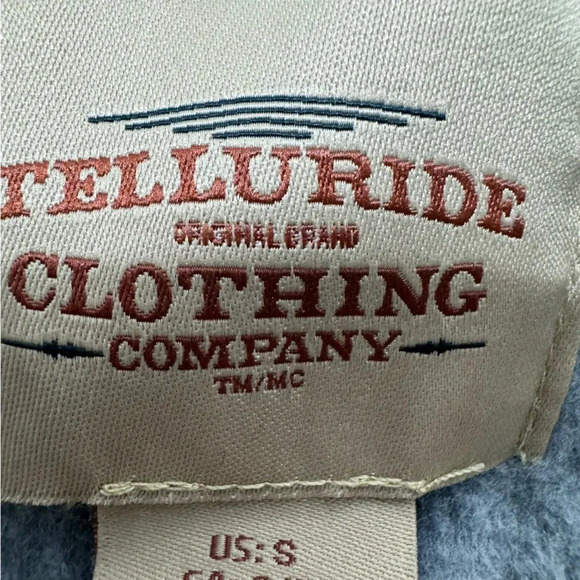 TELLURIDE
ORIGINAL BRAND
CLOTHING
COMPANY
TM/MC
US: S